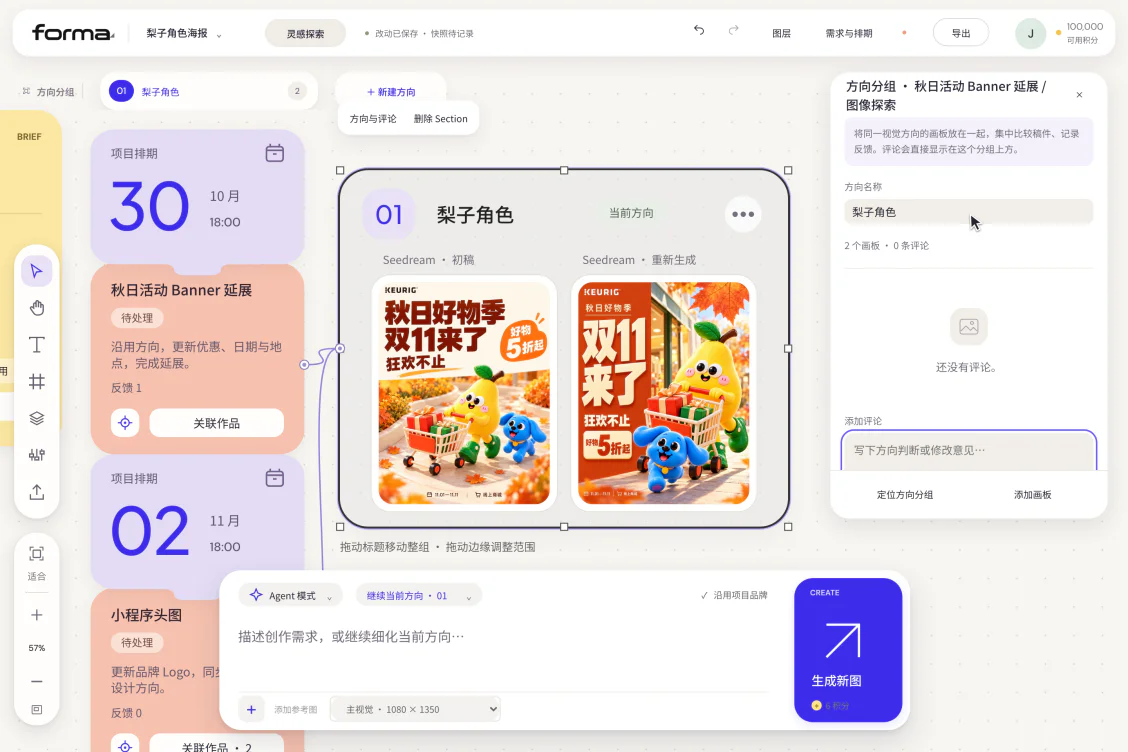 forma
梨子角色海报
灵感探索
改动已保存 · 快照待记录
图层
需求与排期
导出
J
100,000
可用积分
方向分组
01
梨子角色
2
+ 新建方向
方向与评论
删除 Section
BRIEF
用
项目排期
30
10 月
18:00
秋日活动 Banner 延展
待处理
沿用方向，更新优惠、日期与地
点，完成延展。
反馈 1
关联作品
项目排期
02
11 月
18:00
小程序头图
待处理
更新品牌 Logo，同步
设计方向。
反馈 0
关联作品 · 2
适合
57%
01
梨子角色
当前方向
Seedream · 初稿
Seedream · 重新生成
KEURIG
秋日好物季
双11来了
狂欢不止
好物
5折起
11.01—11.11
线上商城
KEURIG
秋日好物季
双11
来了
狂欢不止
好物
5折起
拖动标题移动整组 · 拖动边缘调整范围
方向分组 · 秋日活动 Banner 延展 /
图像探索
将同一视觉方向的画板放在一起，集中比较稿件、记录
反馈。评论会直接显示在这个分组上方。
方向名称
梨子角色
2 个画板 · 0 条评论
还没有评论。
添加评论
写下方向判断或修改意见…
定位方向分组
添加画板
Agent 模式
继续当前方向 · 01
✓ 沿用项目品牌
描述创作需求，或继续细化当前方向…
添加参考图
主视觉 · 1080 × 1350
CREATE
生成新图
6 积分